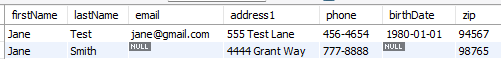 firstName lastName email address1 phone birthDate zip
Jane Test jane@gmail.com 555 Test Lane 456-4654 1980-01-01 94567
Jane Smith NULL 4444 Grant Way 777-8888 NULL 98765